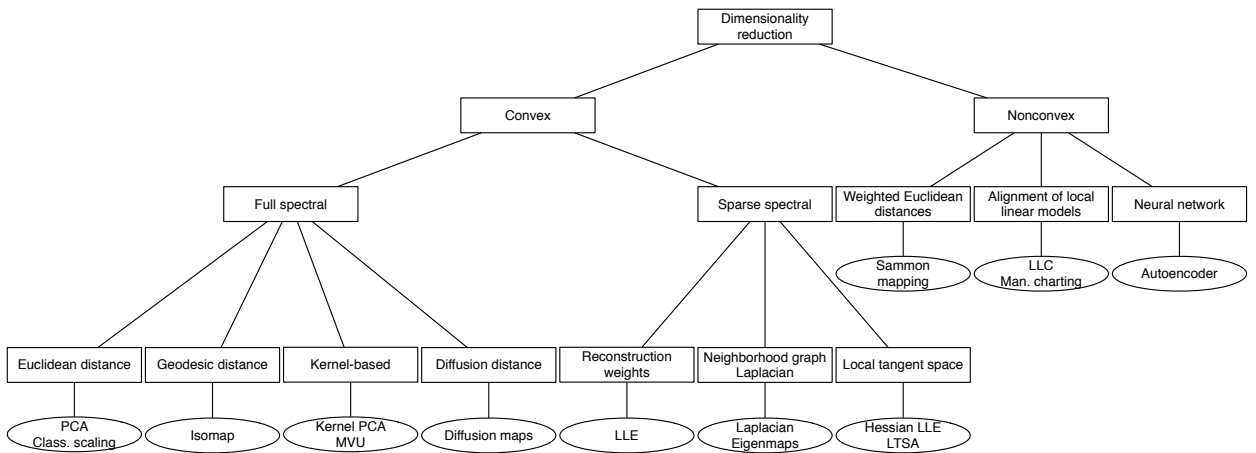 Dimensionality
reduction
Convex
Nonconvex
Full spectral
Sparse spectral
Weighted Euclidean
distances
Alignment of local
linear models
Neural network
Sammon
mapping
LLC
Man. charting
Autoencoder
Euclidean distance
Geodesic distance
Kernel-based
Diffusion distance
Reconstruction
weights
Neighborhood graph
Laplacian
Local tangent space
PCA
Class. scaling
Isomap
Kernel PCA
MVU
Diffusion maps
LLE
Laplacian
Eigenmaps
Hessian LLE
LTSA